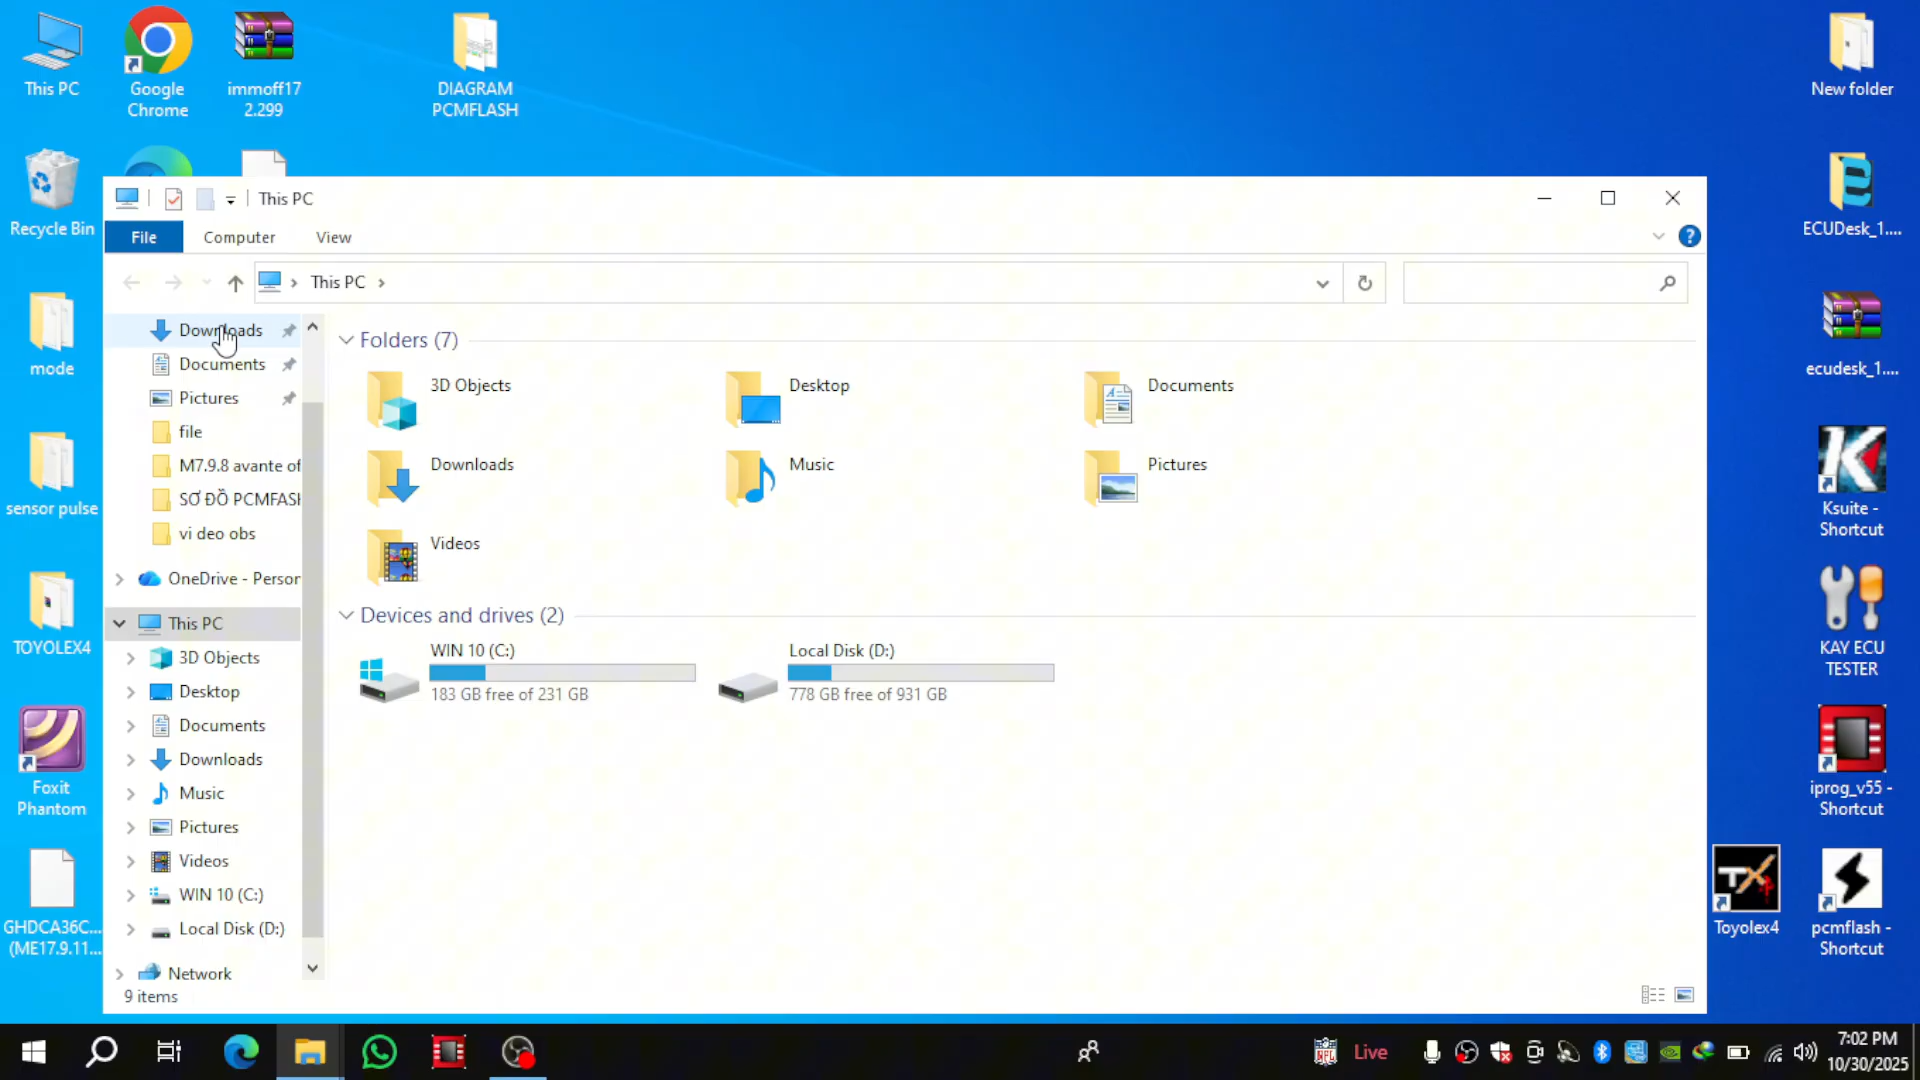 This PC
Google
Chrome
immoff17
2.299
DIAGRAM
PCMFLASH
New folder
Recycle Bin
mode
sensor pulse
TOYOLEX4
Foxit
Phantom
GHDCA36C...
(ME17.9.11...
ECUDesk_1....
ecudesk_1....
Ksuite -
Shortcut
KAY ECU
TESTER
iprog_v55 -
Shortcut
Toyolex4
pcmflash -
Shortcut
This PC
File
Computer
View
This PC
Downloads
Documents
Pictures
file
M7.9.8 avante of
SƠ ĐỒ PCMFASH
vi deo obs
OneDrive - Person
This PC
3D Objects
Desktop
Documents
Downloads
Music
Pictures
Videos
WIN 10 (C:)
Local Disk (D:)
Network
9 items
Folders (7)
3D Objects
Desktop
Documents
Downloads
Music
Pictures
Videos
Devices and drives (2)
WIN 10 (C:)
183 GB free of 231 GB
Local Disk (D:)
778 GB free of 931 GB
NFL
Live
7:02 PM
10/30/2025